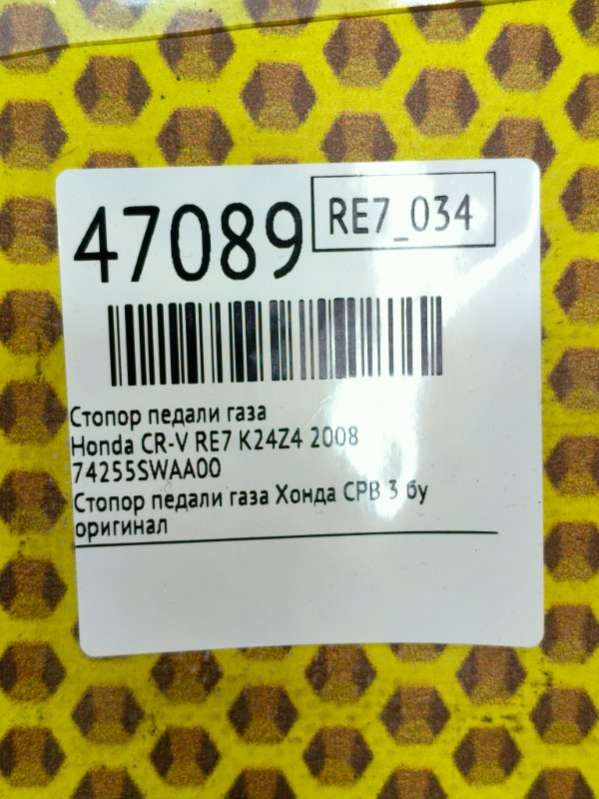 47089
RE7_034
Стопор педали газа
Honda CR-V RE7 K24Z4 2008
74255SWAA00
Стопор педали газа Хонда СРВ 3 бу
оригинал